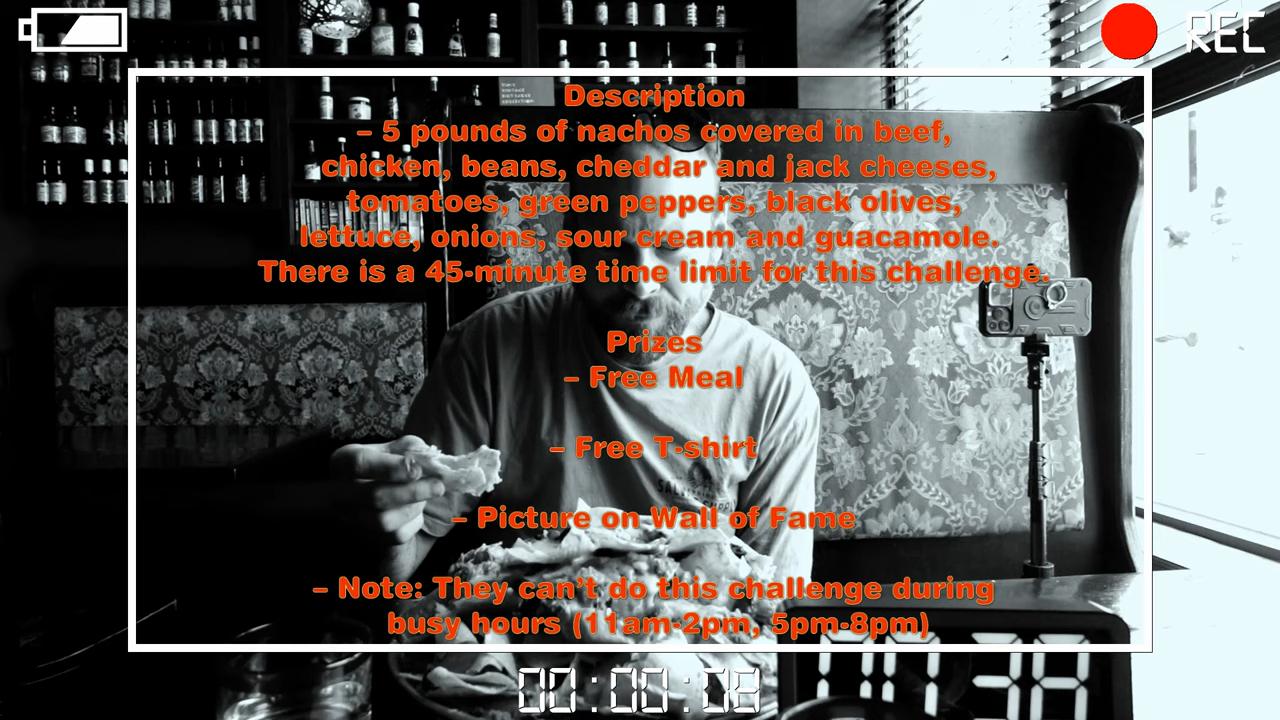 REC
Description
– 5 pounds of nachos covered in beef,
chicken, beans, cheddar and jack cheeses,
tomatoes, green peppers, black olives,
lettuce, onions, sour cream and guacamole.
There is a 45-minute time limit for this challenge.
Prizes
– Free Meal
– Free T-shirt
– Picture on Wall of Fame
– Note: They can’t do this challenge during
busy hours (11am-2pm, 5pm-8pm)
00:00:08